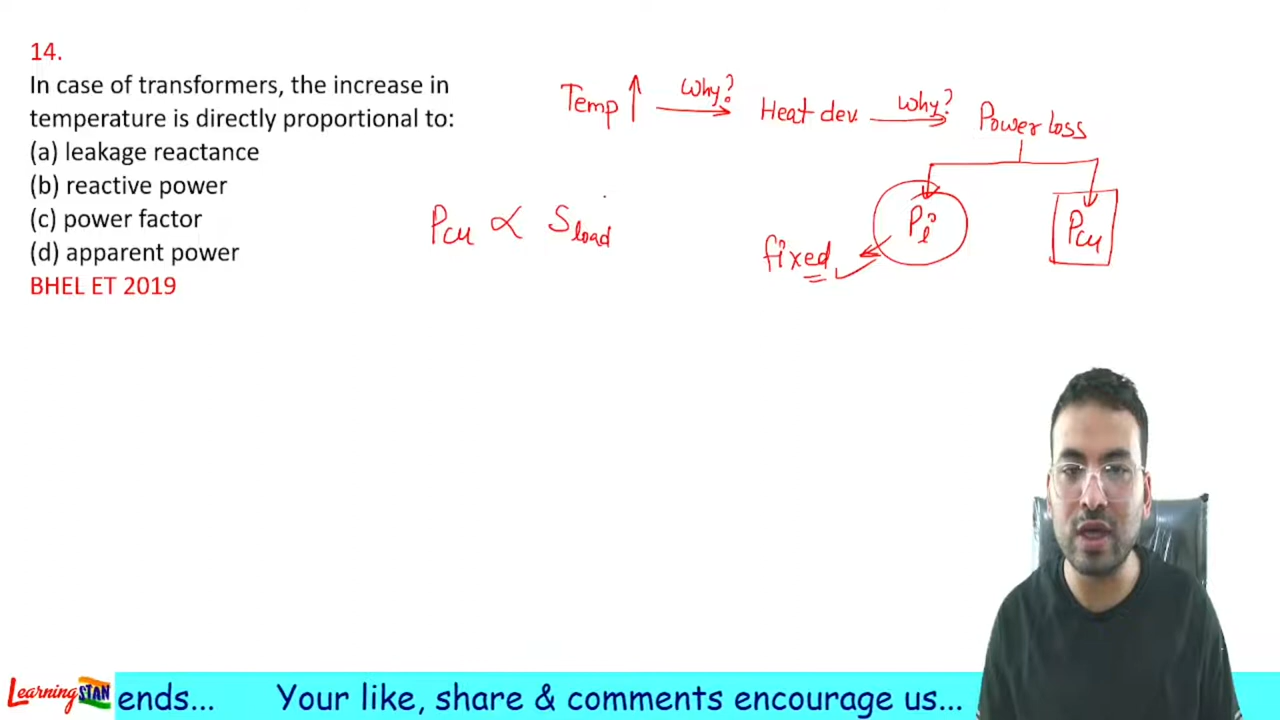 14.
In case of transformers, the increase in
temperature is directly proportional to:
(a) leakage reactance
(b) reactive power
(c) power factor
(d) apparent power
BHEL ET 2019
Temp ↑ Why? → Heat dev. Why? → Power loss
Pi
Pcu
fixed
Pcu ∝ Sload
LearningSTAN
ends... Your like, share & comments encourage us...